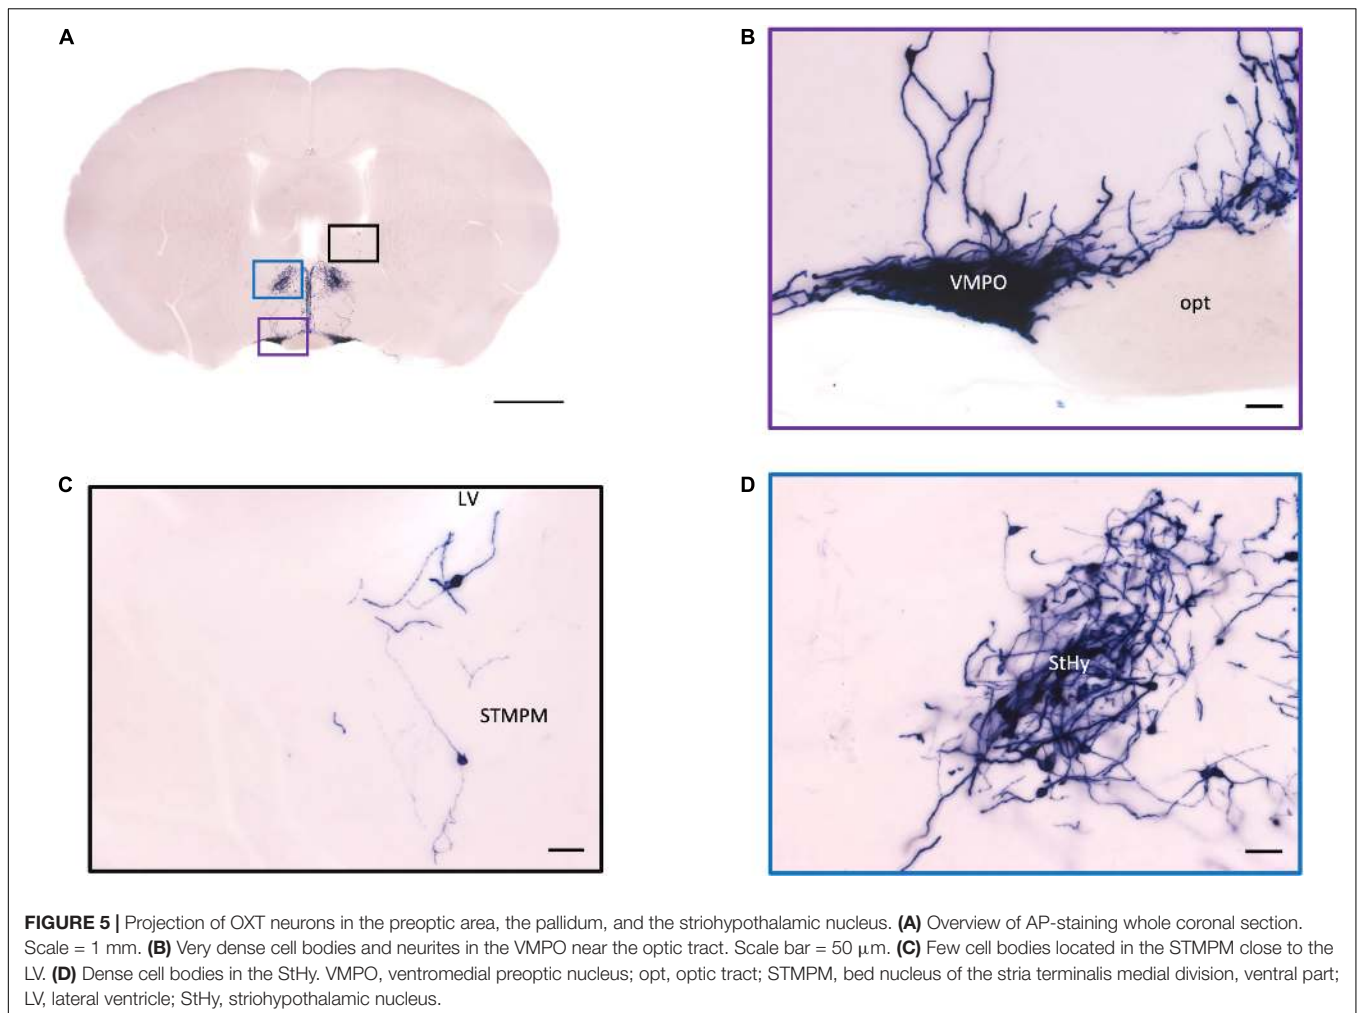 A
B
VMPO
opt
C
LV
STMPM
D
StHy
FIGURE 5 | Projection of OXT neurons in the preoptic area, the pallidum, and the striohypothalamic nucleus. (A) Overview of AP-staining whole coronal section.
Scale = 1 mm. (B) Very dense cell bodies and neurites in the VMPO near the optic tract. Scale bar = 50 μm. (C) Few cell bodies located in the STMPM close to the
LV. (D) Dense cell bodies in the StHy. VMPO, ventromedial preoptic nucleus; opt, optic tract; STMPM, bed nucleus of the stria terminalis medial division, ventral part;
LV, lateral ventricle; StHy, striohypothalamic nucleus.